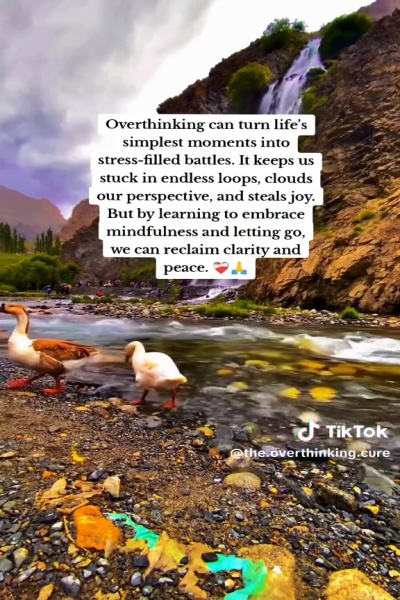 Overthinking can turn life's
simplest moments into
stress-filled battles. It keeps us
stuck in endless loops, clouds
our perspective, and steals joy.
But by learning to embrace
mindfulness and letting go,
we can reclaim clarity and
peace. ❤️‍🩹🙏
TikTok
@the.overthinking.cure